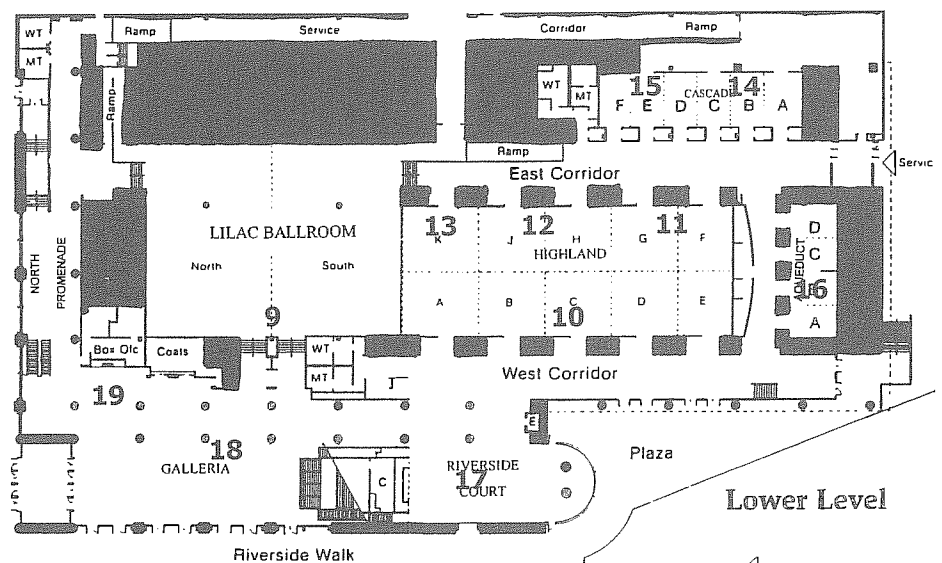 WT
Ramp
Service
Corridor
Ramp
MT
WT
MT
15
14
CASCADE
F E D C B A
Ramp
Ramp
East Corridor
Servic
13
12
11
K
J
H
G
F
LILAC BALLROOM
HIGHLAND
North
South
NORTH
PROMENADE
D
C
AQUEDUCT
16
A
A
B
C
D
E
10
9
Box Ofc
Coats
WT
MT
J
West Corridor
19
E
18
GALLERIA
C
RIVERSIDE
17
COURT
Plaza
Lower Level
Riverside Walk